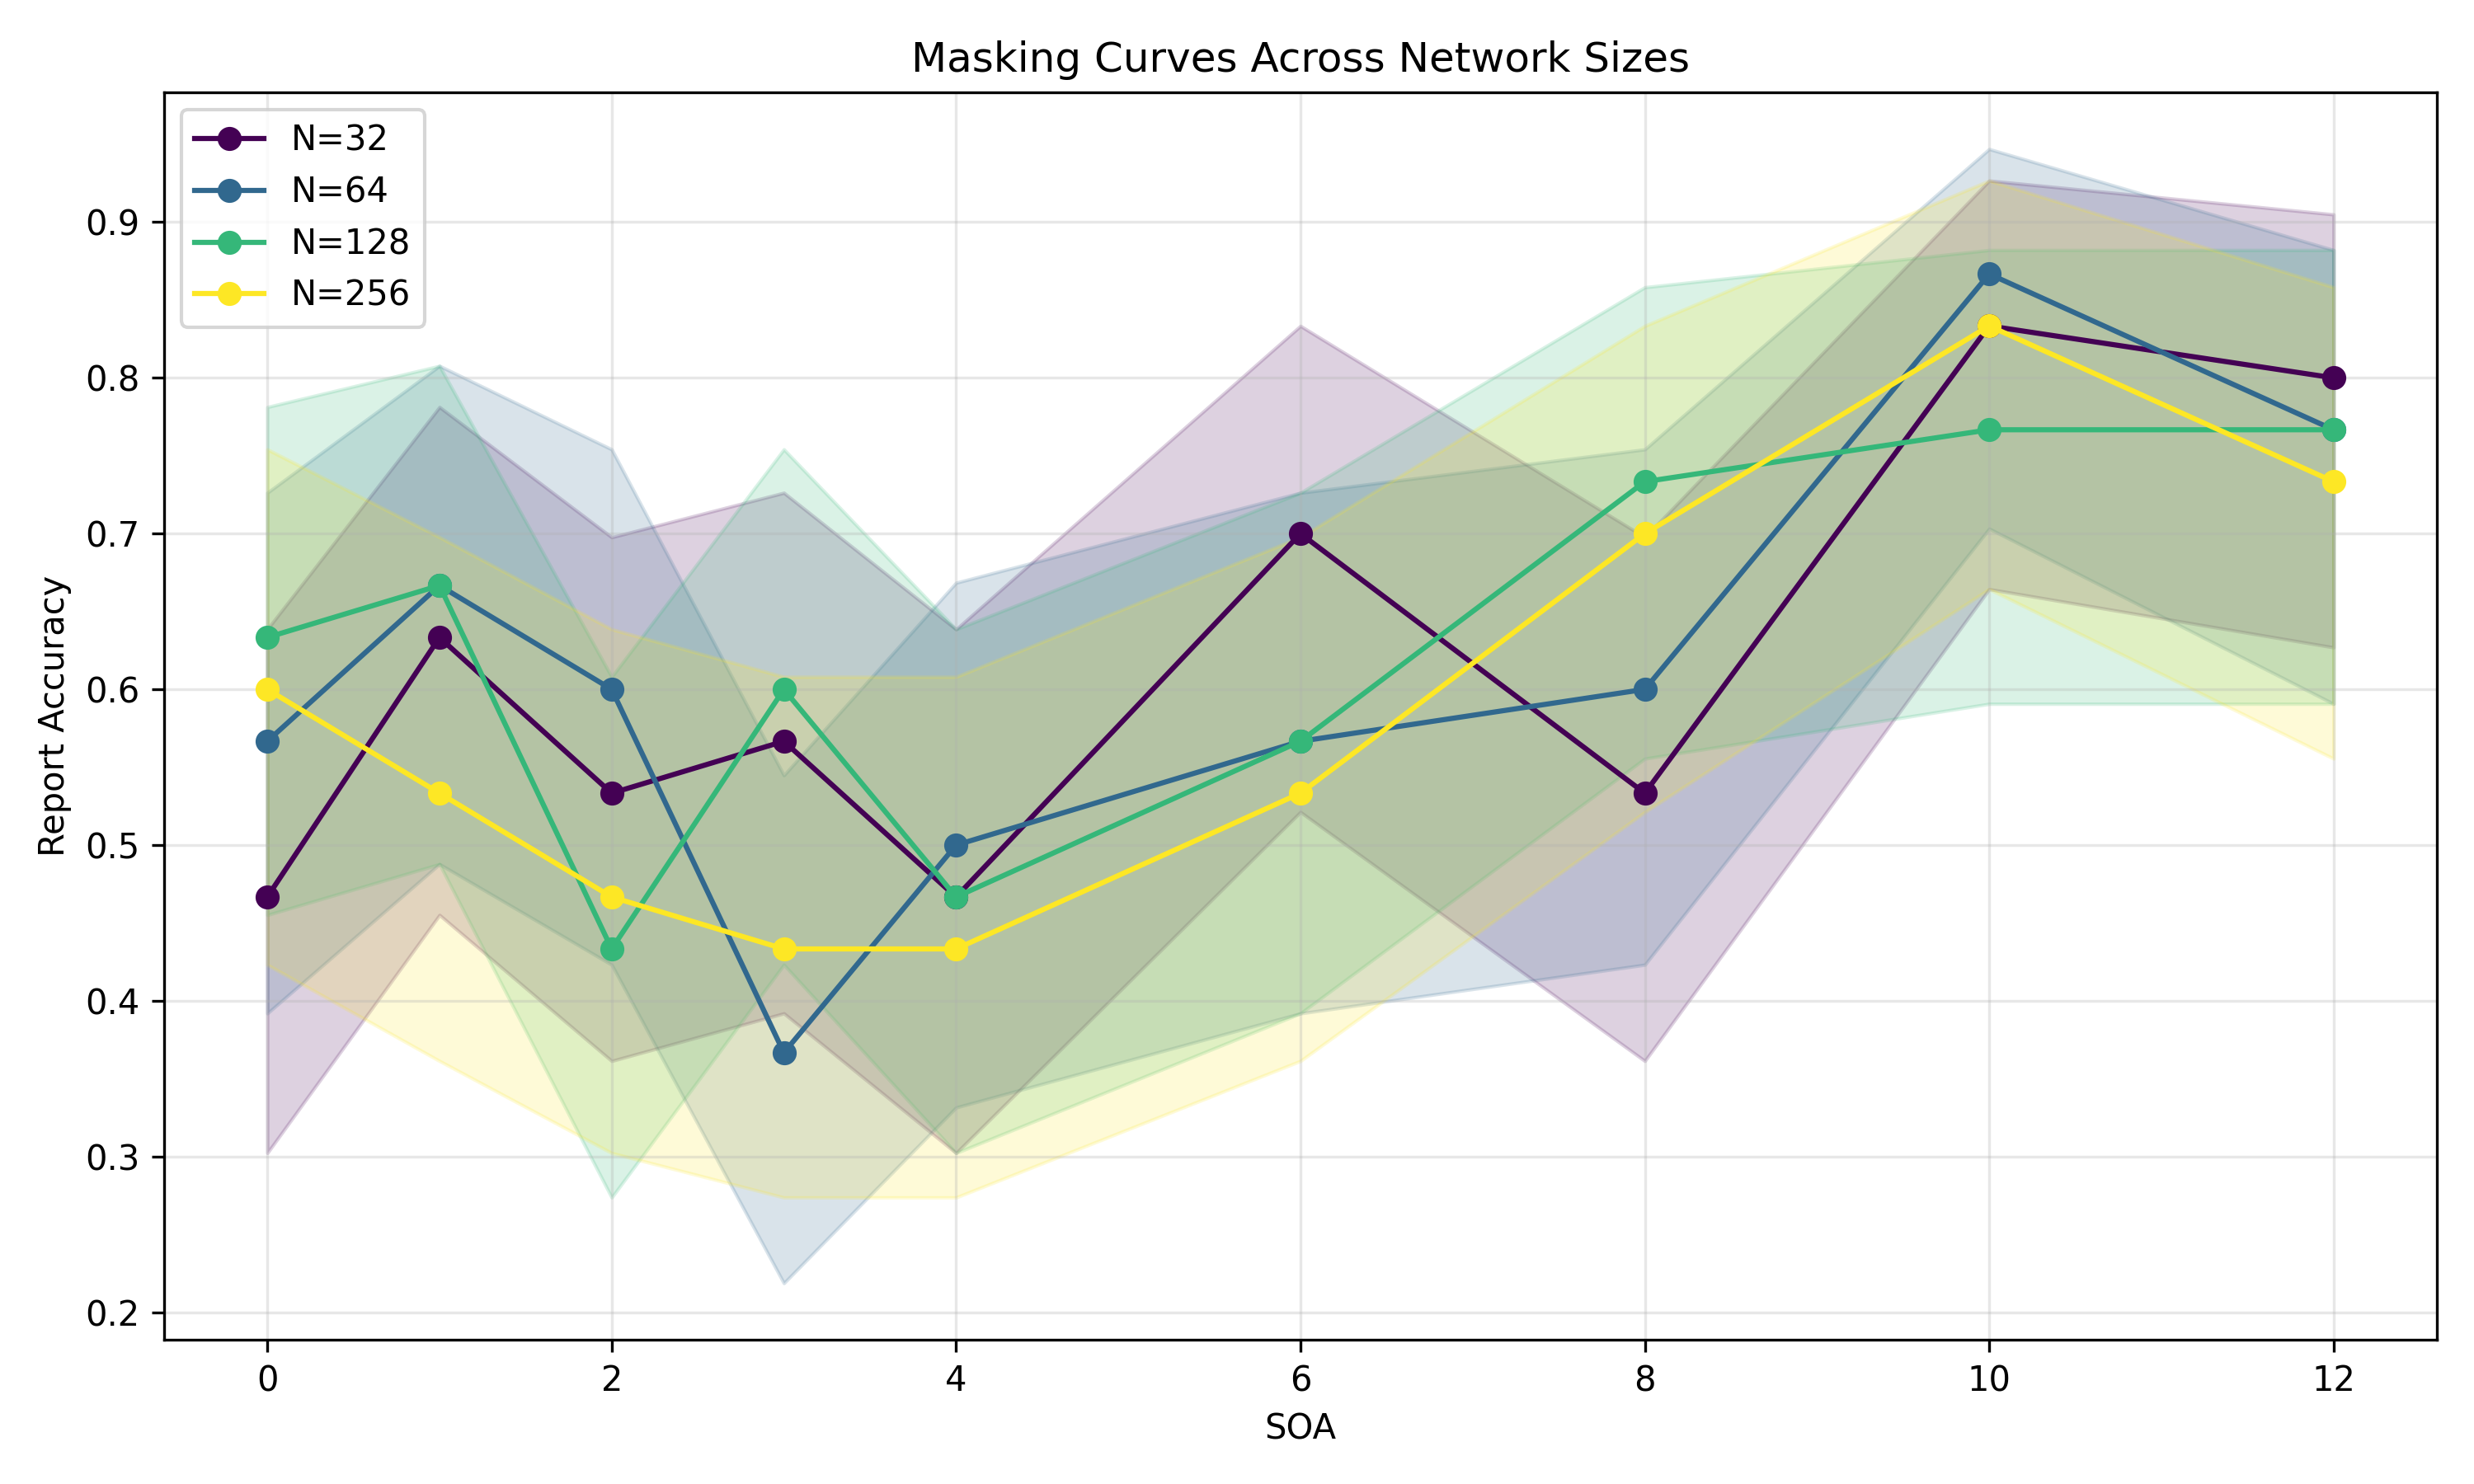 Masking Curves Across Network Sizes
N=32
N=64
N=128
N=256
Report Accuracy
0.9
0.8
0.7
0.6
0.5
0.4
0.3
0.2
0 2 4 6 8 10 12
SOA